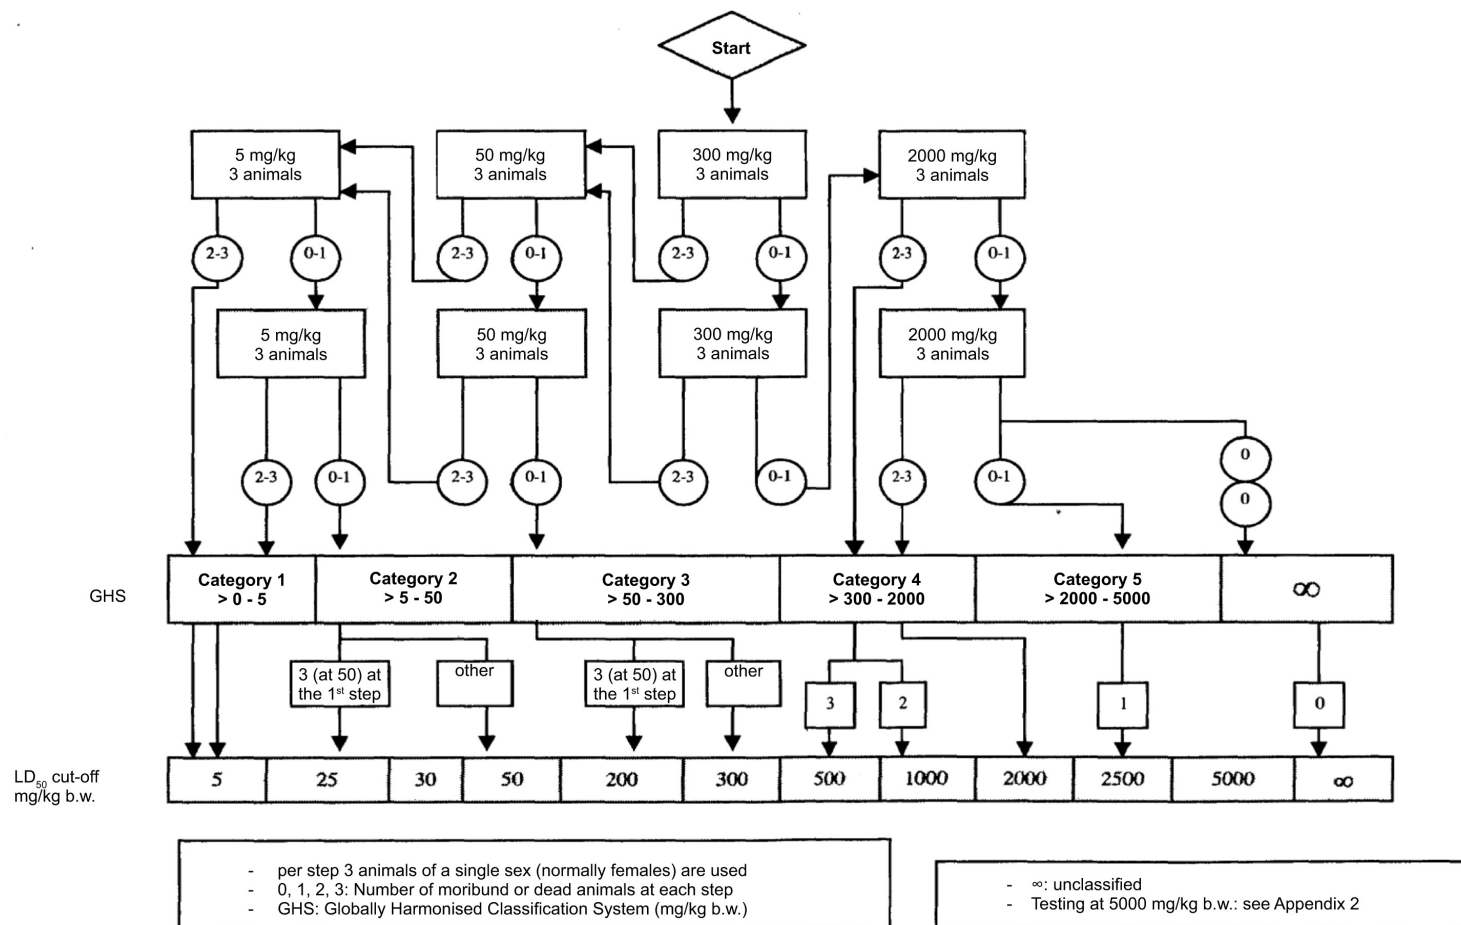 Start
5 mg/kg
3 animals
50 mg/kg
3 animals
300 mg/kg
3 animals
2000 mg/kg
3 animals
2-3
0-1
2-3
0-1
2-3
0-1
2-3
0-1
5 mg/kg
3 animals
50 mg/kg
3 animals
300 mg/kg
3 animals
2000 mg/kg
3 animals
2-3
0-1
2-3
0-1
2-3
0-1
2-3
0-1
0
0
GHS
Category 1
> 0 - 5
Category 2
> 5 - 50
Category 3
> 50 - 300
Category 4
> 300 - 2000
Category 5
> 2000 - 5000
∞
3 (at 50) at
the 1st step
other
3 (at 50) at
the 1st step
other
3
2
1
0
LD50 cut-off
mg/kg b.w.
5
25
30
50
200
300
500
1000
2000
2500
5000
∞
- per step 3 animals of a single sex (normally females) are used
- 0, 1, 2, 3: Number of moribund or dead animals at each step
- GHS: Globally Harmonised Classification System (mg/kg b.w.)
- ∞: unclassified
- Testing at 5000 mg/kg b.w.: see Appendix 2